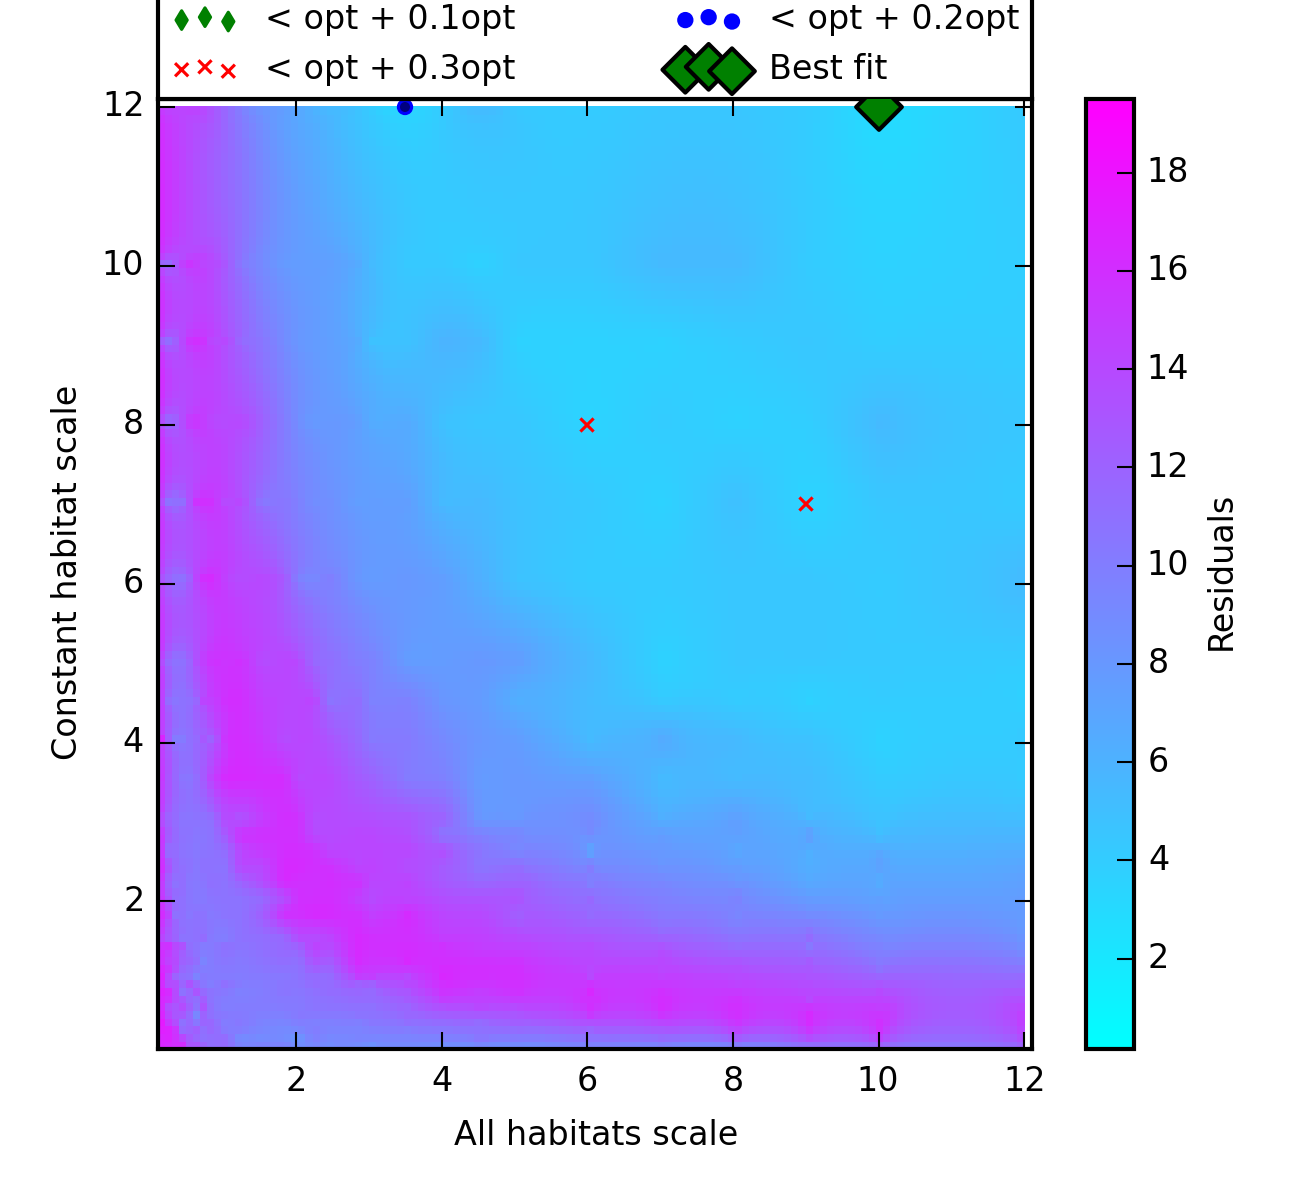 < opt + 0.1opt < opt + 0.2opt
< opt + 0.3opt Best fit
12
10
8
6
4
2
Constant habitat scale
2 4 6 8 10 12
All habitats scale
18
16
14
12
10
8
6
4
2
Residuals